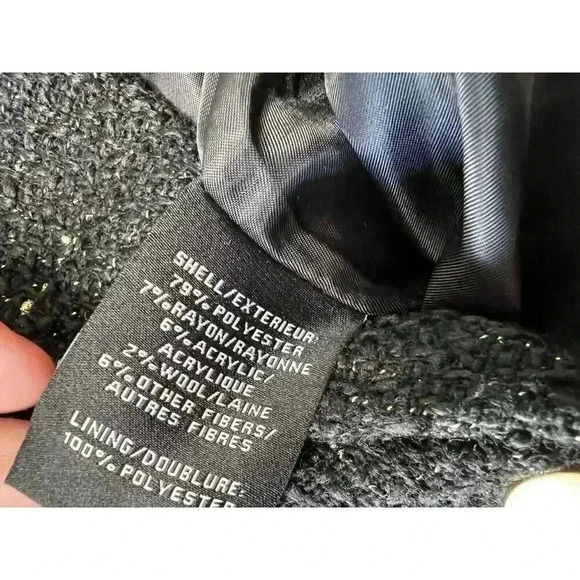 SHELL/EXTERIEUR:
79% POLYESTER
7% RAYON/RAYONNE
6% ACRYLIC/
ACRYLIQUE
2% WOOL/LAINE
6% OTHER FIBERS/
AUTRES FIBRES
LINING/DOUBLURE:
100% POLYESTER